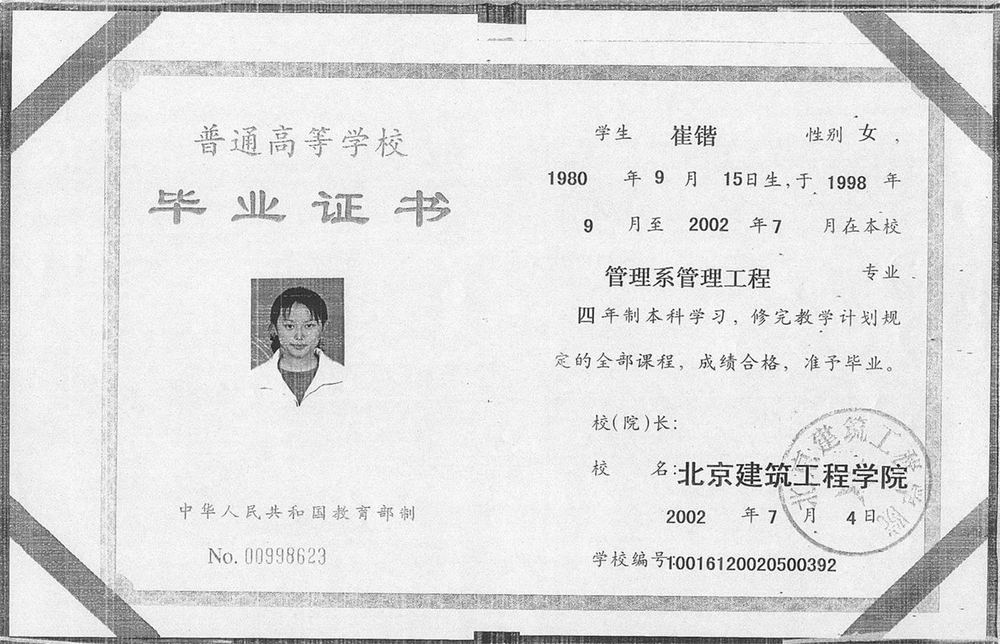 普通高等学校
毕业证书
中华人民共和国教育部制
No. 00998623
学生 崔锴 性别 女，
1980 年 9 月 15日生，于 1998 年
9 月至 2002 年 7 月在本校
管理系管理工程 专业
四年制本科学习，修完教学计划规
定的全部课程，成绩合格，准予毕业。
校(院)长：
校 名：北京建筑工程学院
2002 年 7 月 4 日
学校编号：10016120020500392
北京建筑工程学院